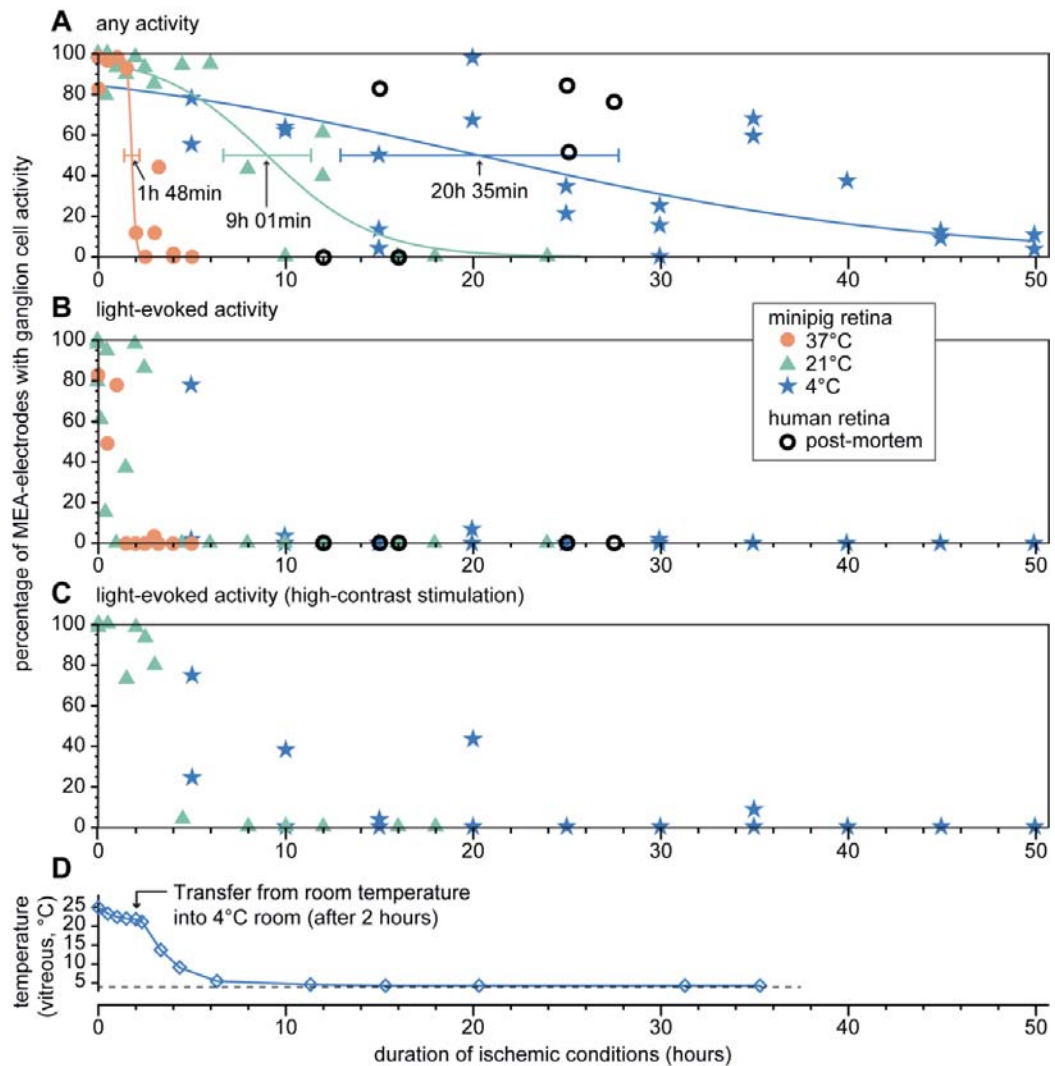 A any activity
percentage of MEA-electrodes with ganglion cell activity
100
80
60
40
20
0
1h 48min
9h 01min
20h 35min
0 10 20 30 40 50
B light-evoked activity
100
80
60
40
20
0
minipig retina
37°C
21°C
4°C
human retina
post-mortem
0 10 20 30 40 50
C light-evoked activity (high-contrast stimulation)
100
80
60
40
20
0
0 10 20 30 40 50
D
temperature
(vitreous, °C)
25
20
15
10
5
Transfer from room temperature
into 4°C room (after 2 hours)
0 10 20 30 40 50
duration of ischemic conditions (hours)